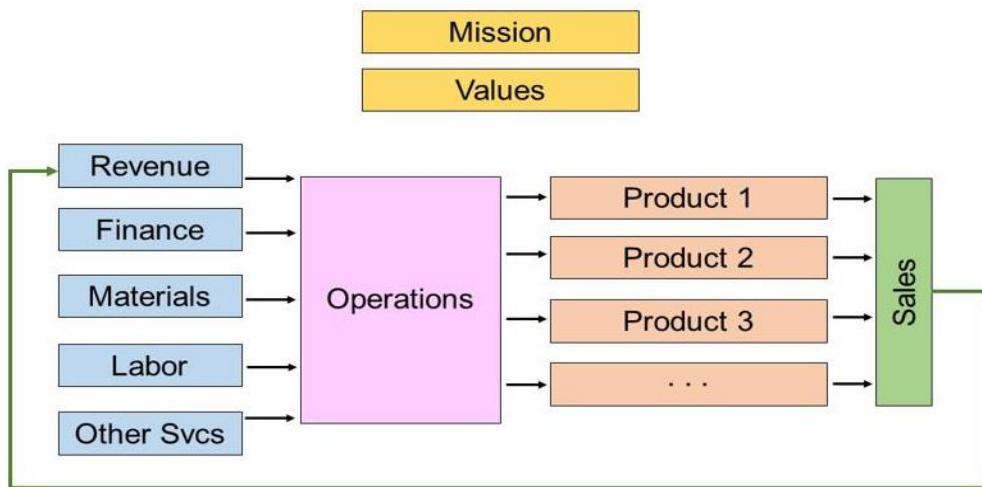 Mission
Values
Revenue
Finance
Materials
Labor
Other Svcs
Operations
Product 1
Product 2
Product 3
. . .
Sales